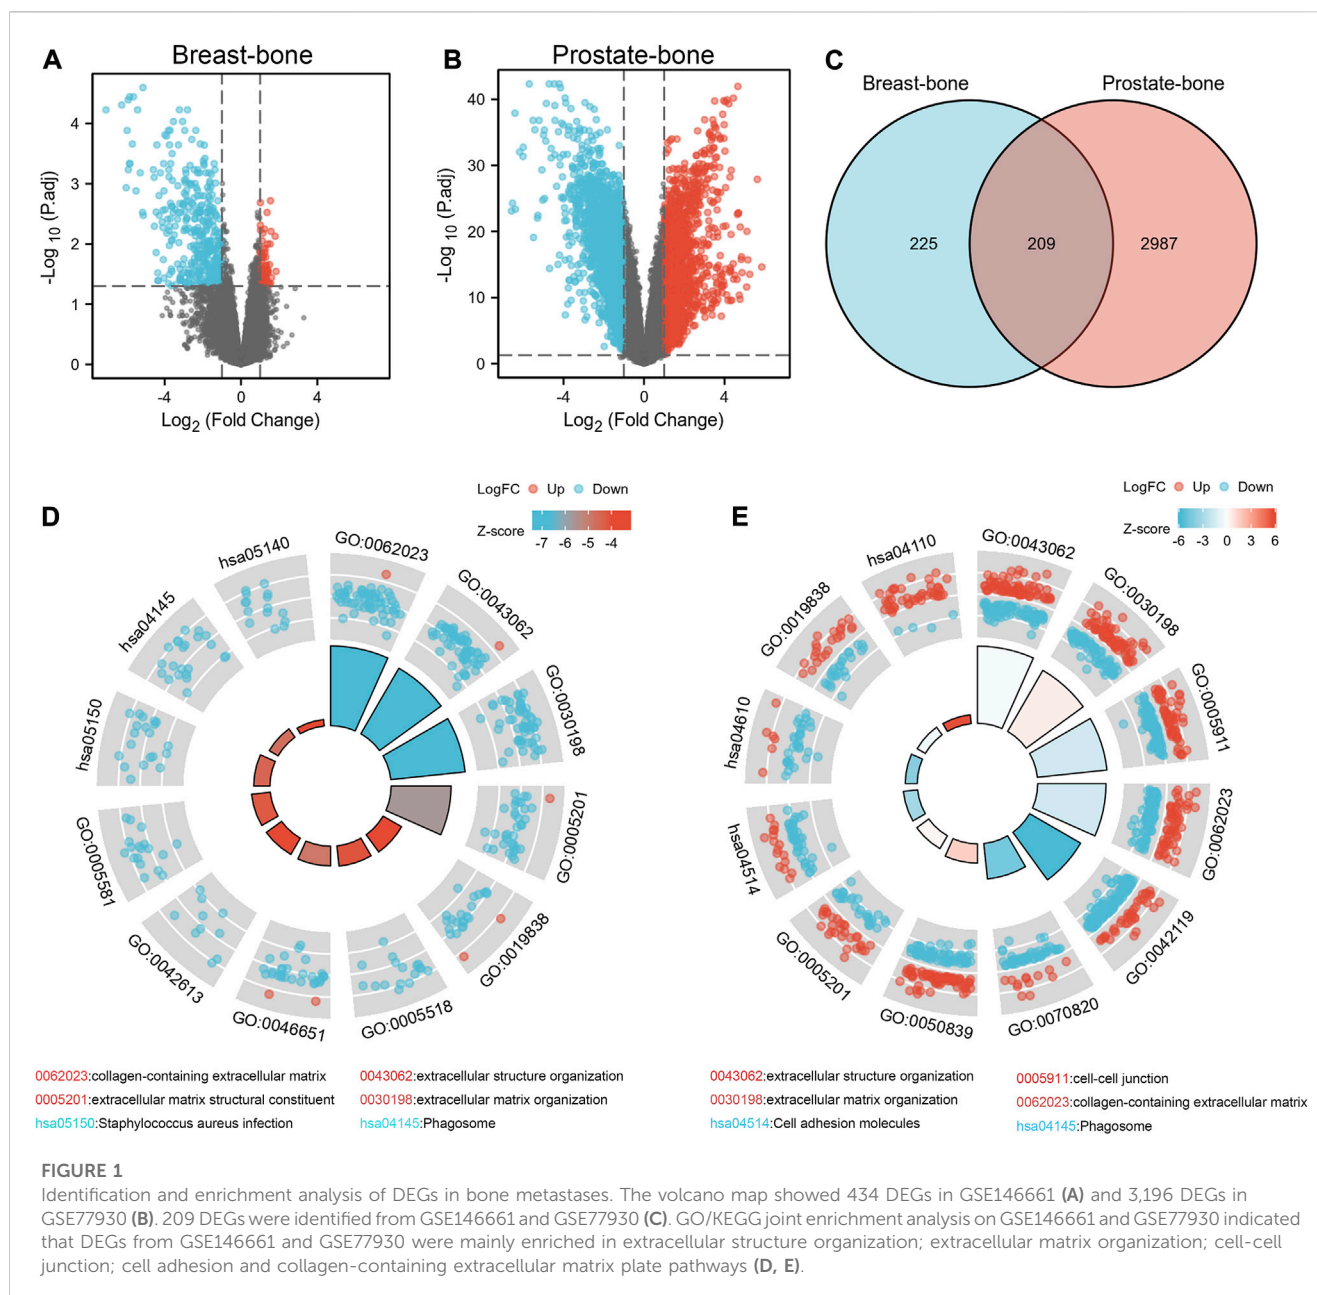 A
Breast-bone
-Log 10 (P.adj)
4
3
2
1
0
-4
0
4
Log2 (Fold Change)
B
Prostate-bone
-Log 10 (P.adj)
40
30
20
10
0
-4
0
4
Log2 (Fold Change)
C
Breast-bone
Prostate-bone
225
209
2987
D
LogFC Up Down
Z-score
-7 -6 -5 -4
GO:0062023
GO:0043062
GO:0030198
GO:0005201
GO:0019838
GO:0005518
GO:0046651
GO:0042613
GO:0005581
hsa05150
hsa04145
hsa05140
0062023:collagen-containing extracellular matrix
0043062:extracellular structure organization
0005201:extracellular matrix structural constituent
0030198:extracellular matrix organization
hsa05150:Staphylococcus aureus infection
hsa04145:Phagosome
E
LogFC Up Down
Z-score
-6 -3 0 3 6
GO:0043062
GO:0030198
GO:0005911
GO:0062023
GO:0042119
GO:0070820
GO:0050839
GO:0005201
hsa04514
hsa04610
GO:0019838
hsa04110
0043062:extracellular structure organization
0005911:cell-cell junction
0030198:extracellular matrix organization
0062023:collagen-containing extracellular matrix
hsa04514:Cell adhesion molecules
hsa04145:Phagosome
FIGURE 1
Identification and enrichment analysis of DEGs in bone metastases. The volcano map showed 434 DEGs in GSE146661 (A) and 3,196 DEGs in
GSE77930 (B). 209 DEGs were identified from GSE146661 and GSE77930 (C). GO/KEGG joint enrichment analysis on GSE146661 and GSE77930 indicated
that DEGs from GSE146661 and GSE77930 were mainly enriched in extracellular structure organization; extracellular matrix organization; cell-cell
junction; cell adhesion and collagen-containing extracellular matrix plate pathways (D, E).